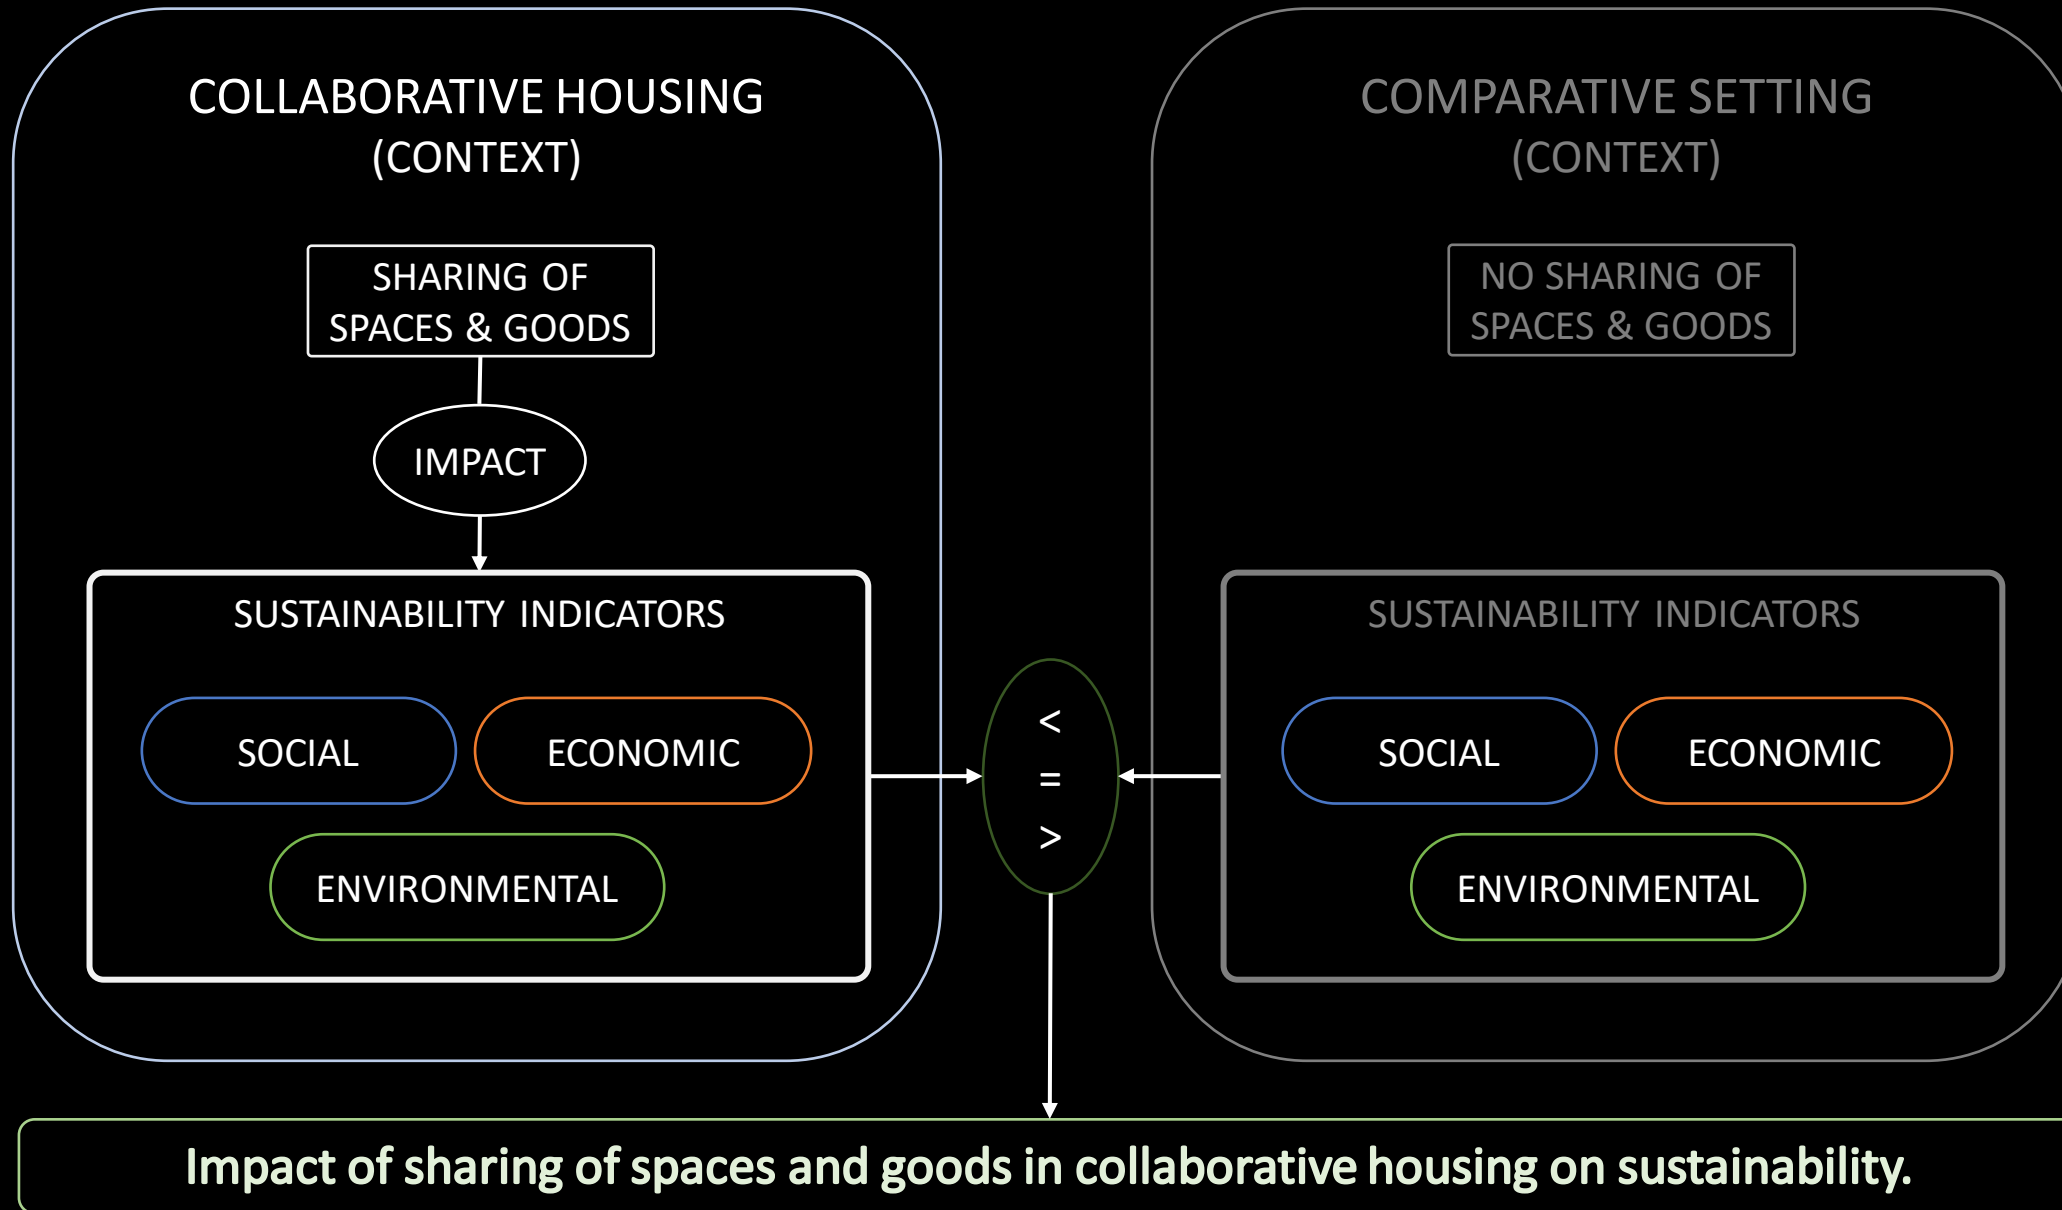 COLLABORATIVE HOUSING
(CONTEXT)
SHARING OF
SPACES & GOODS
IMPACT
SUSTAINABILITY INDICATORS
SOCIAL
ECONOMIC
ENVIRONMENTAL
<
=
>
COMPARATIVE SETTING
(CONTEXT)
NO SHARING OF
SPACES & GOODS
SUSTAINABILITY INDICATORS
SOCIAL
ECONOMIC
ENVIRONMENTAL
Impact of sharing of spaces and goods in collaborative housing on sustainability.